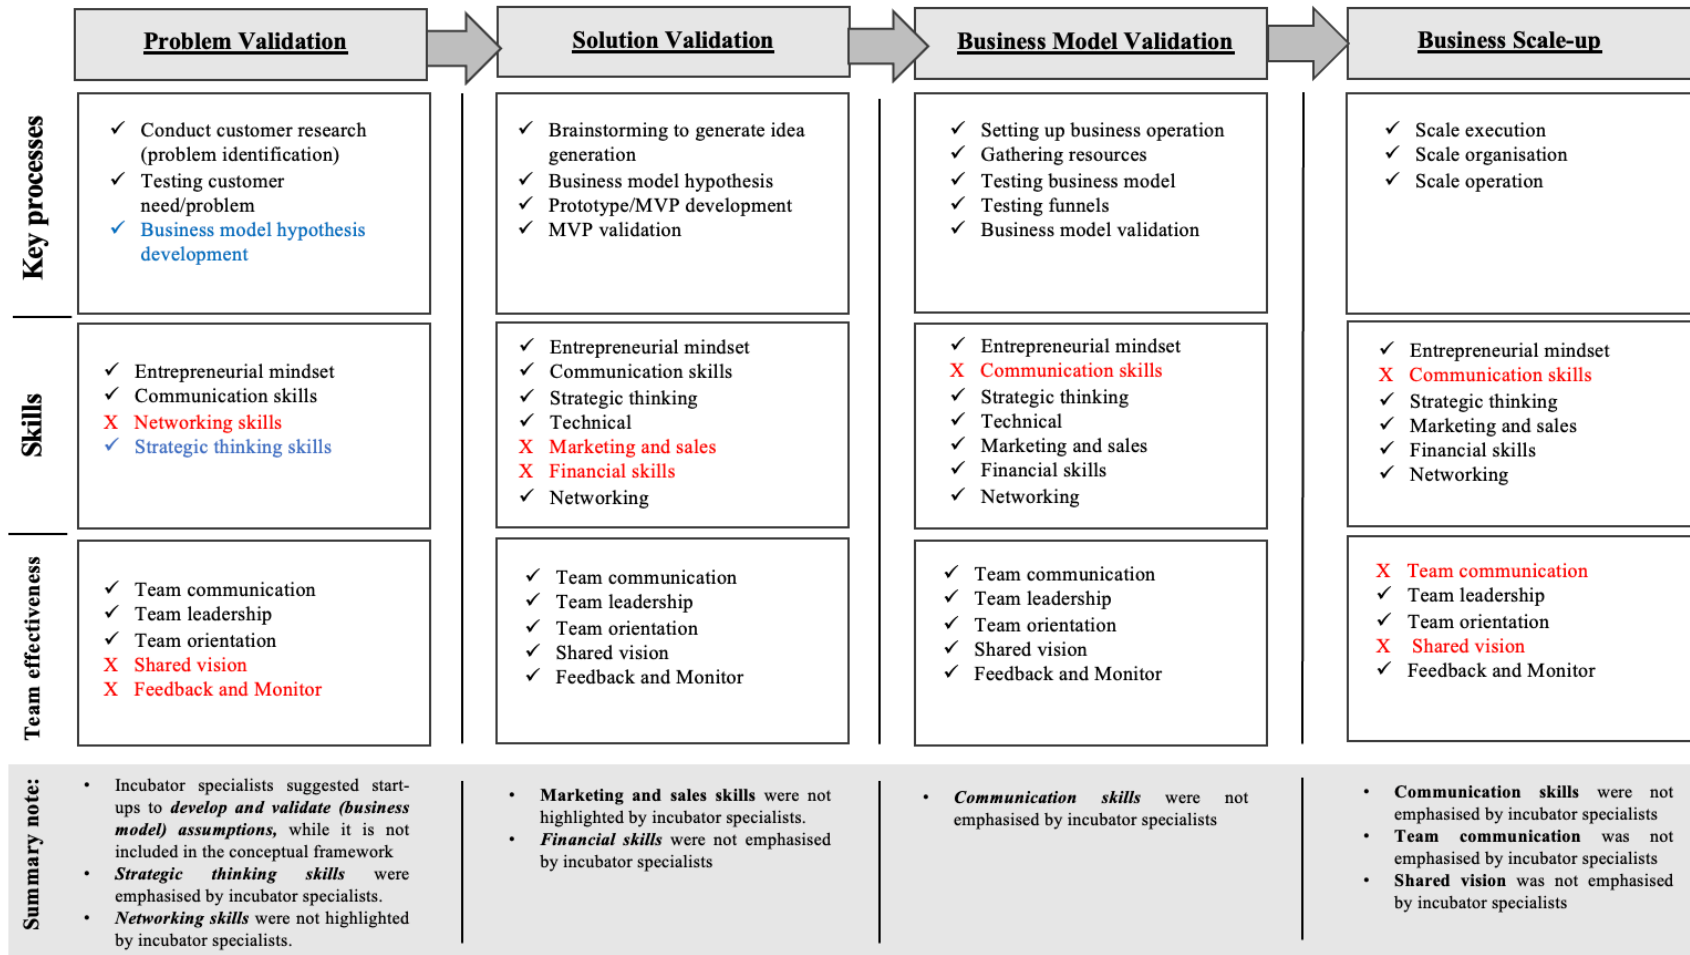 Problem Validation
Solution Validation
Business Model Validation
Business Scale-up
Key processes
✓ Conduct customer research
(problem identification)
✓ Testing customer
need/problem
✓ Business model hypothesis
development
✓ Brainstorming to generate idea
generation
✓ Business model hypothesis
✓ Prototype/MVP development
✓ MVP validation
✓ Setting up business operation
✓ Gathering resources
✓ Testing business model
✓ Testing funnels
✓ Business model validation
✓ Scale execution
✓ Scale organisation
✓ Scale operation
Skills
✓ Entrepreneurial mindset
✓ Communication skills
X Networking skills
✓ Strategic thinking skills
✓ Entrepreneurial mindset
✓ Communication skills
✓ Strategic thinking
✓ Technical
X Marketing and sales
X Financial skills
✓ Networking
✓ Entrepreneurial mindset
X Communication skills
✓ Strategic thinking
✓ Technical
✓ Marketing and sales
✓ Financial skills
✓ Networking
✓ Entrepreneurial mindset
X Communication skills
✓ Strategic thinking
✓ Marketing and sales
✓ Financial skills
✓ Networking
Team effectiveness
✓ Team communication
✓ Team leadership
✓ Team orientation
X Shared vision
X Feedback and Monitor
✓ Team communication
✓ Team leadership
✓ Team orientation
✓ Shared vision
✓ Feedback and Monitor
✓ Team communication
✓ Team leadership
✓ Team orientation
✓ Shared vision
✓ Feedback and Monitor
X Team communication
✓ Team leadership
✓ Team orientation
X Shared vision
✓ Feedback and Monitor
Summary note:
• Incubator specialists suggested start-
ups to develop and validate (business
model) assumptions, while it is not
included in the conceptual framework
• Strategic thinking skills were
emphasised by incubator specialists.
• Networking skills were not highlighted
by incubator specialists.
• Marketing and sales skills were not
highlighted by incubator specialists.
• Financial skills were not emphasised
by incubator specialists
• Communication skills were not
emphasised by incubator specialists
• Communication skills were not
emphasised by incubator specialists
• Team communication was not
emphasised by incubator specialists
• Shared vision was not emphasised
by incubator specialists